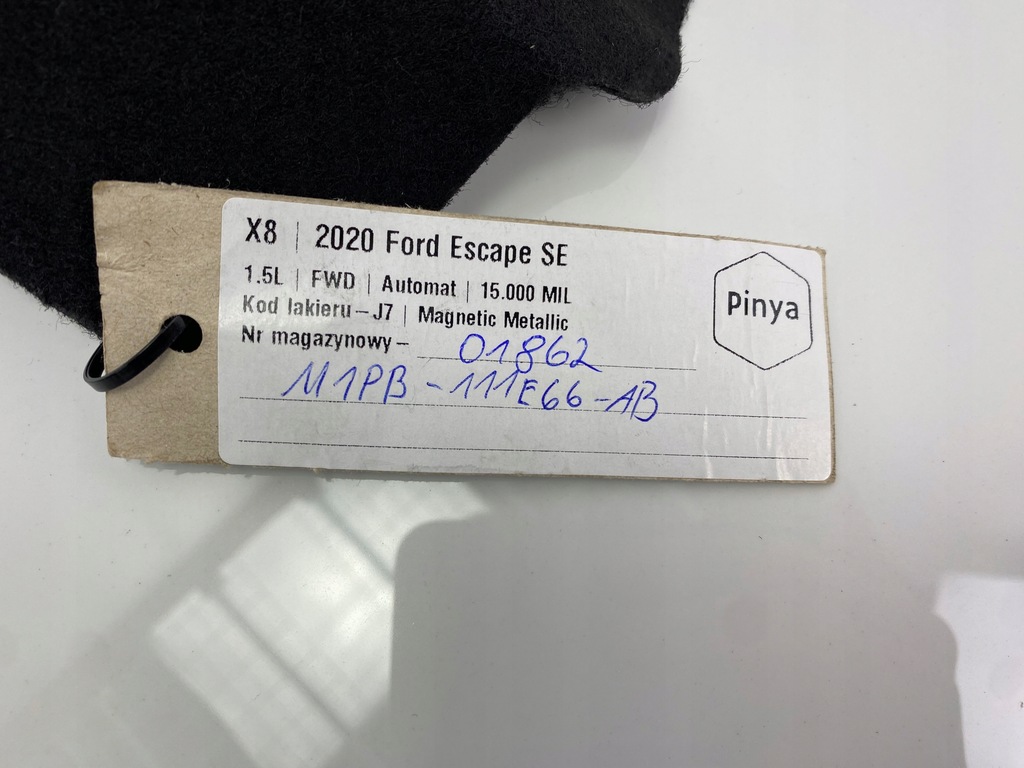 X8 | 2020 Ford Escape SE
1.5L | FWD | Automat | 15.000 MIL
Kod lakieru – J7 | Magnetic Metallic
Nr magazynowy – 01862
M1PB-111E66-AB
Pinya